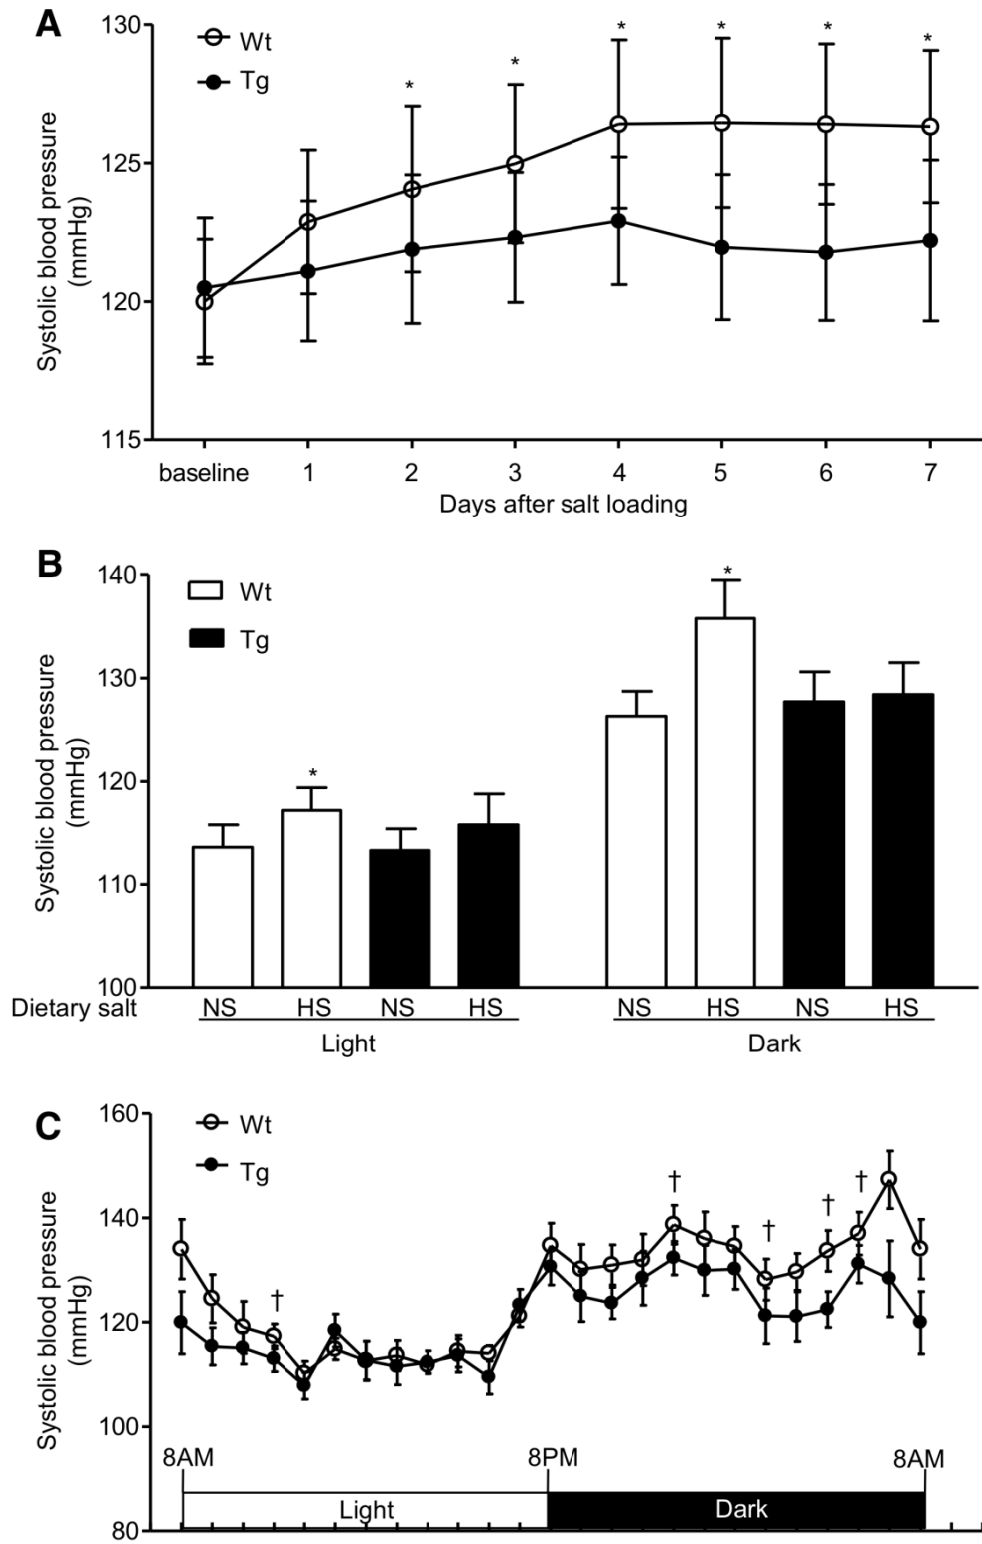 A
130
Wt
Tg
* * * * * *
125
120
115
Systolic blood pressure
(mmHg)
baseline 1 2 3 4 5 6 7
Days after salt loading
B
140
Wt
Tg
130
120
110
100
* *
Systolic blood pressure
(mmHg)
Dietary salt NS HS NS HS NS HS NS HS
Light Dark
C
160
Wt
Tg
140
120
100
80
† † † † †
Systolic blood pressure
(mmHg)
8AM 8PM 8AM
Light Dark